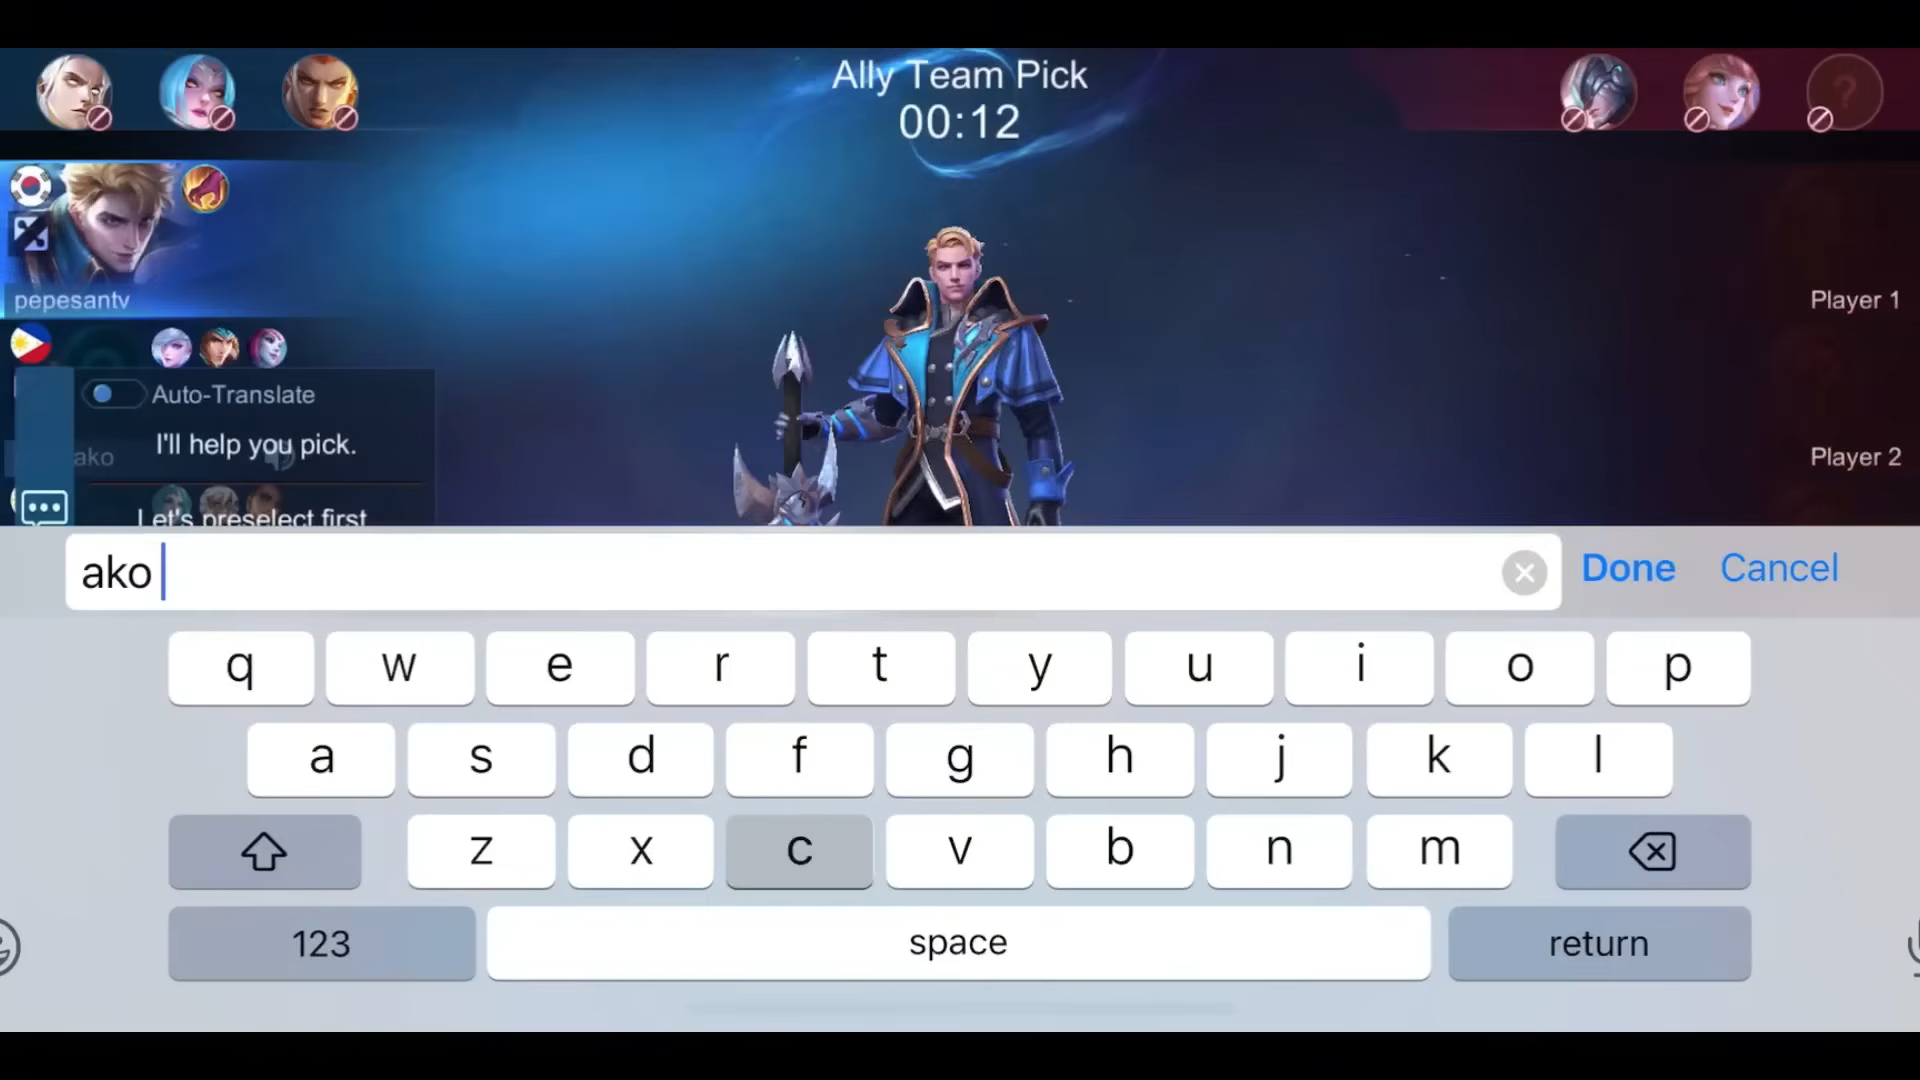 Ally Team Pick
00:12
pepesantv
Player 1
Auto-Translate
I'll help you pick.
ako
Player 2
Let's preselect first
ako
Done
Cancel
q w e r t y u i o p
a s d f g h j k l
z x c v b n m
123
space
return